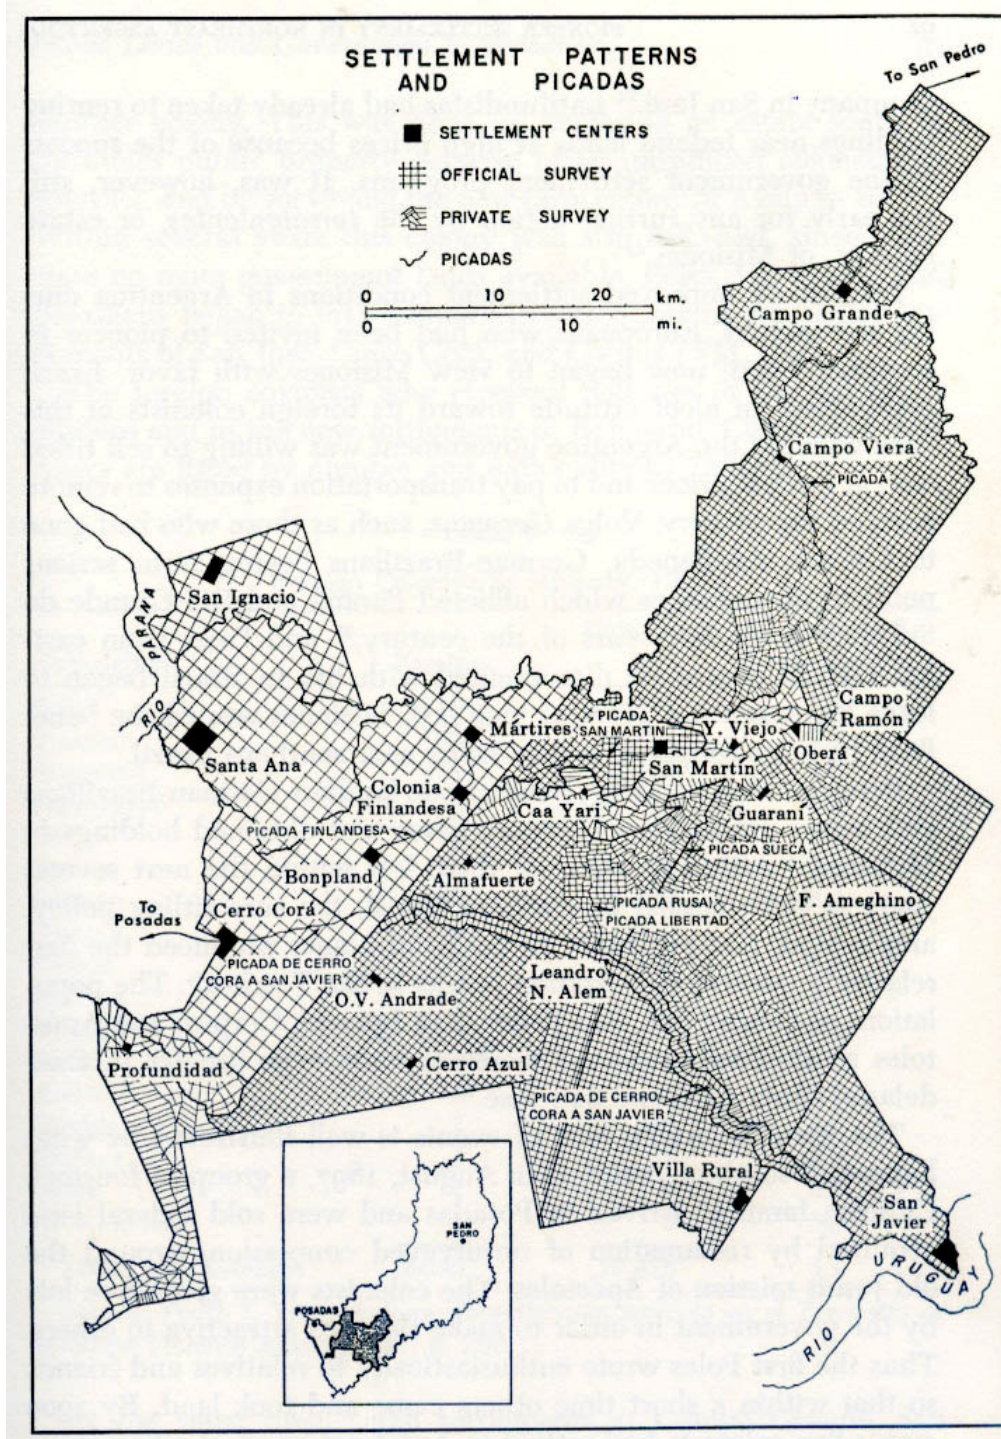 SETTLEMENT PATTERNS
AND PICADAS
SETTLEMENT CENTERS
OFFICIAL SURVEY
PRIVATE SURVEY
PICADAS
0 10 20 km.
0 10 mi.
To San Pedro
Campo Grande
Campo Viera
PICADA
San Ignacio
RIO PARANA
Santa Ana
Mártires
PICADA
SAN MARTIN
Y. Viejo
Campo
Ramón
Oberá
San Martín
Colonia
Finlandesa
Caa Yari
Guaraní
PICADA FINLANDESA
PICADA SUECA
Bonpland
Almafuerte
(PICADA RUSA)
PICADA LIBERTAD
F. Ameghino
To
Posadas
Cerro Corá
PICADA DE CERRO
CORA A SAN JAVIER
O.V. Andrade
Leandro
N. Alem
Profundidad
Cerro Azul
PICADA DE CERRO
CORA A SAN JAVIER
Villa Rural
San
Javier
RIO URUGUAY
SAN
PEDRO
POSADAS